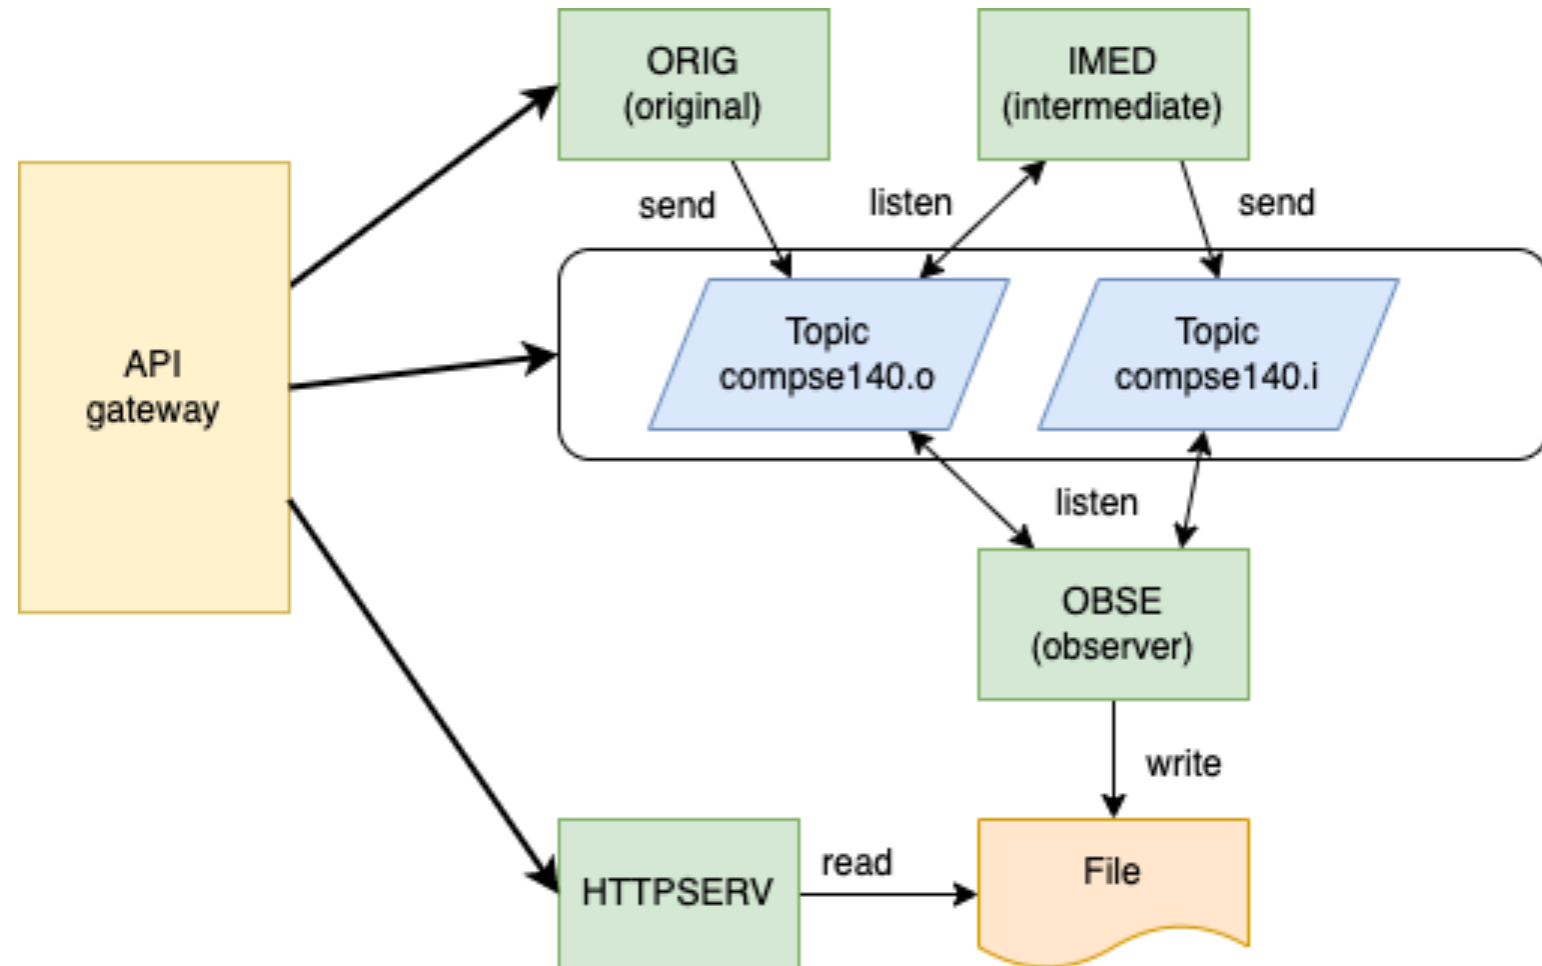 ORIG
(original)
IMED
(intermediate)
send
listen
send
API
gateway
Topic
compse140.o
Topic
compse140.i
listen
OBSE
(observer)
write
HTTPSERV
read
File